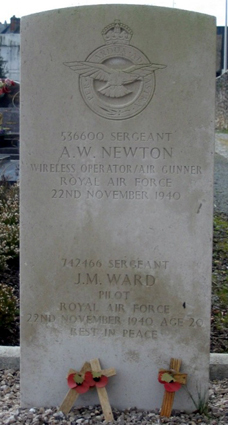 536600 SERGEANT
A.W. NEWTON
WIRELESS OPERATOR/AIR GUNNER
ROYAL AIR FORCE
22ND NOVEMBER 1940
742466 SERGEANT
J.M. WARD
PILOT
ROYAL AIR FORCE
22ND NOVEMBER 1940 AGE 20
REST IN PEACE